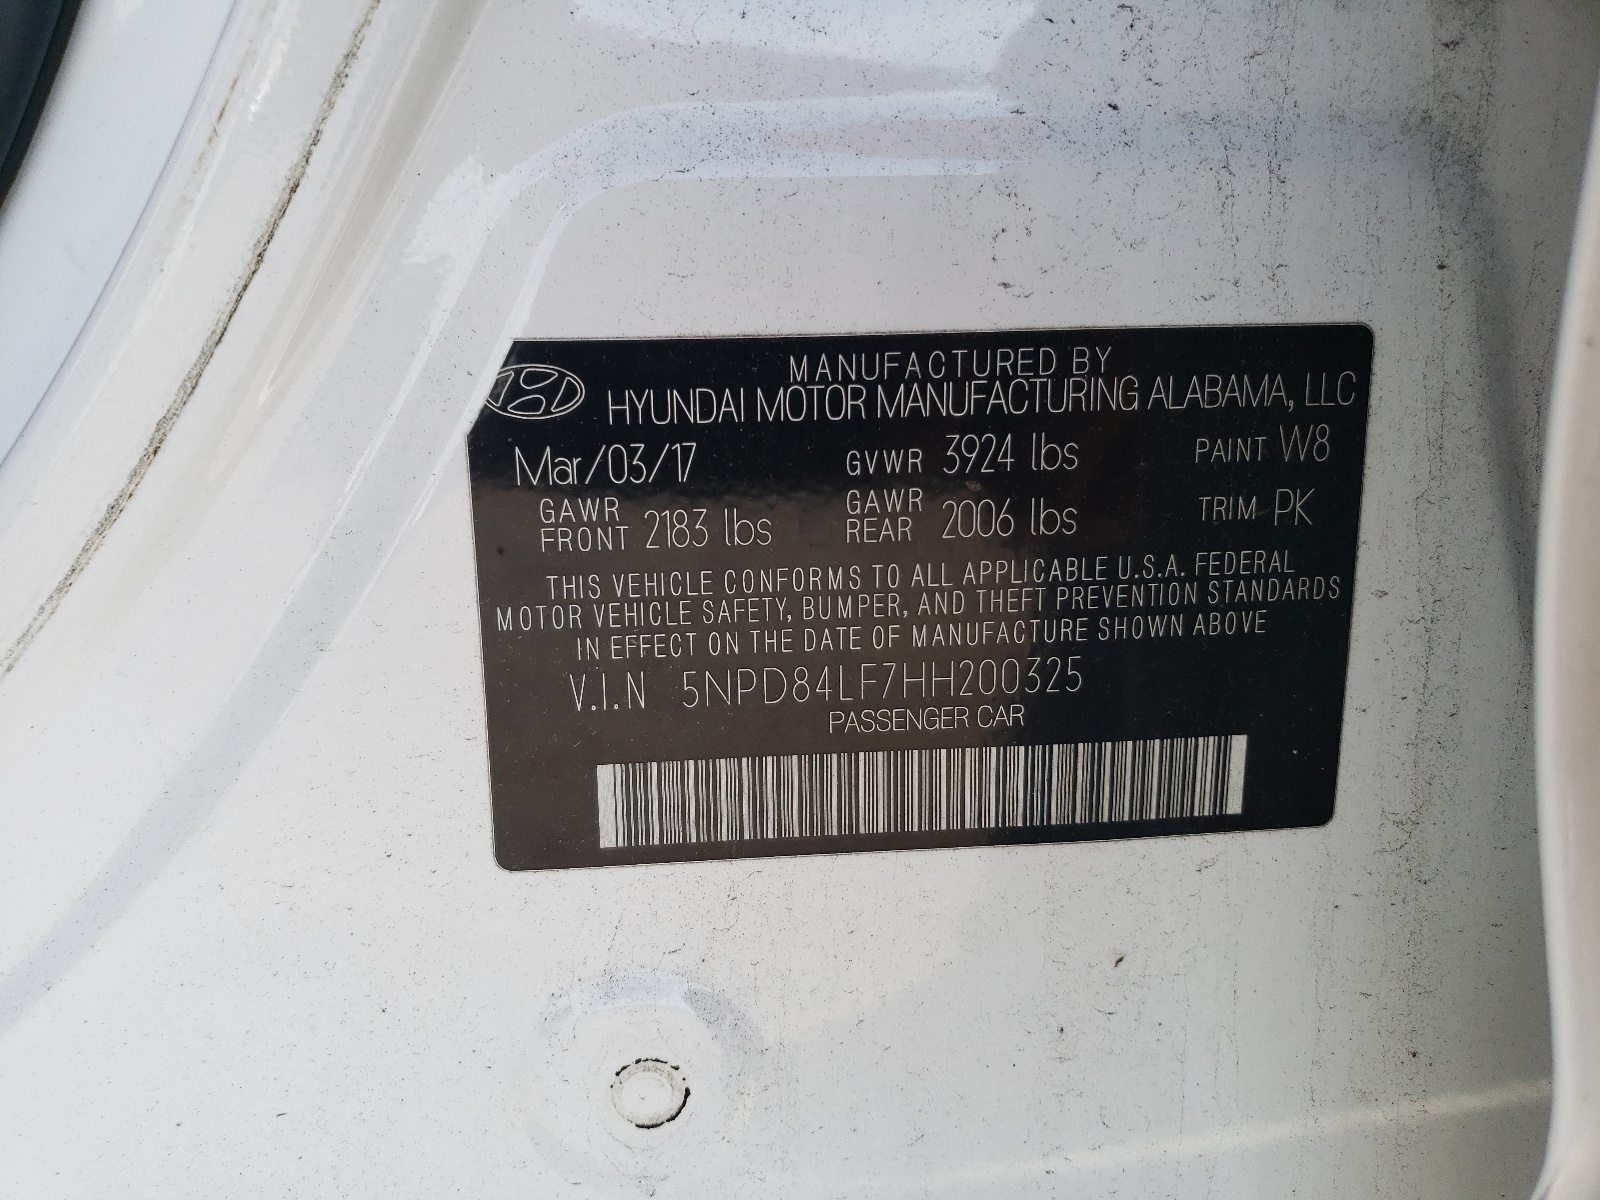 MANUFACTURED BY
HYUNDAI MOTOR MANUFACTURING ALABAMA, LLC
Mar/03/17 GVWR 3924 lbs PAINT W8
GAWR FRONT 2183 lbs GAWR REAR 2006 lbs TRIM PK
THIS VEHICLE CONFORMS TO ALL APPLICABLE U.S.A. FEDERAL
MOTOR VEHICLE SAFETY, BUMPER, AND THEFT PREVENTION STANDARDS
IN EFFECT ON THE DATE OF MANUFACTURE SHOWN ABOVE
V.I.N 5NPD84LF7HH200325
PASSENGER CAR